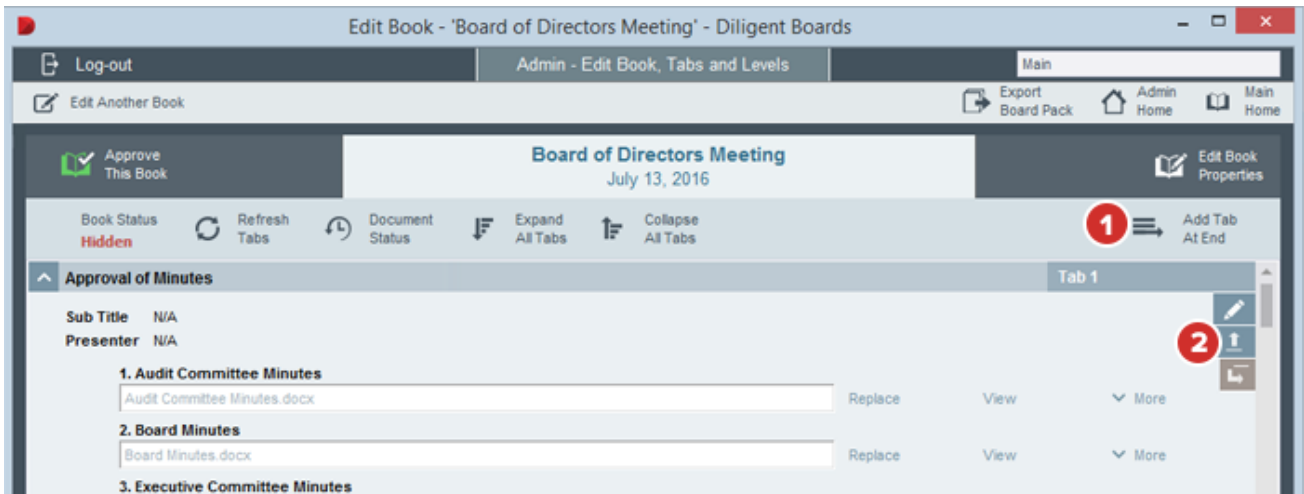 Edit Book - 'Board of Directors Meeting' - Diligent Boards
Log-out
Admin - Edit Book, Tabs and Levels
Main
Edit Another Book
Export
Board Pack
Admin
Home
Main
Home
Approve
This Book
Board of Directors Meeting
July 13, 2016
Edit Book
Properties
Book Status
Hidden
Refresh
Tabs
Document
Status
Expand
All Tabs
Collapse
All Tabs
1
Add Tab
At End
Approval of Minutes
Tab 1
Sub Title N/A
Presenter N/A
2
1. Audit Committee Minutes
Audit Committee Minutes.docx
Replace
View
More
2. Board Minutes
Board Minutes.docx
Replace
View
More
3. Executive Committee Minutes